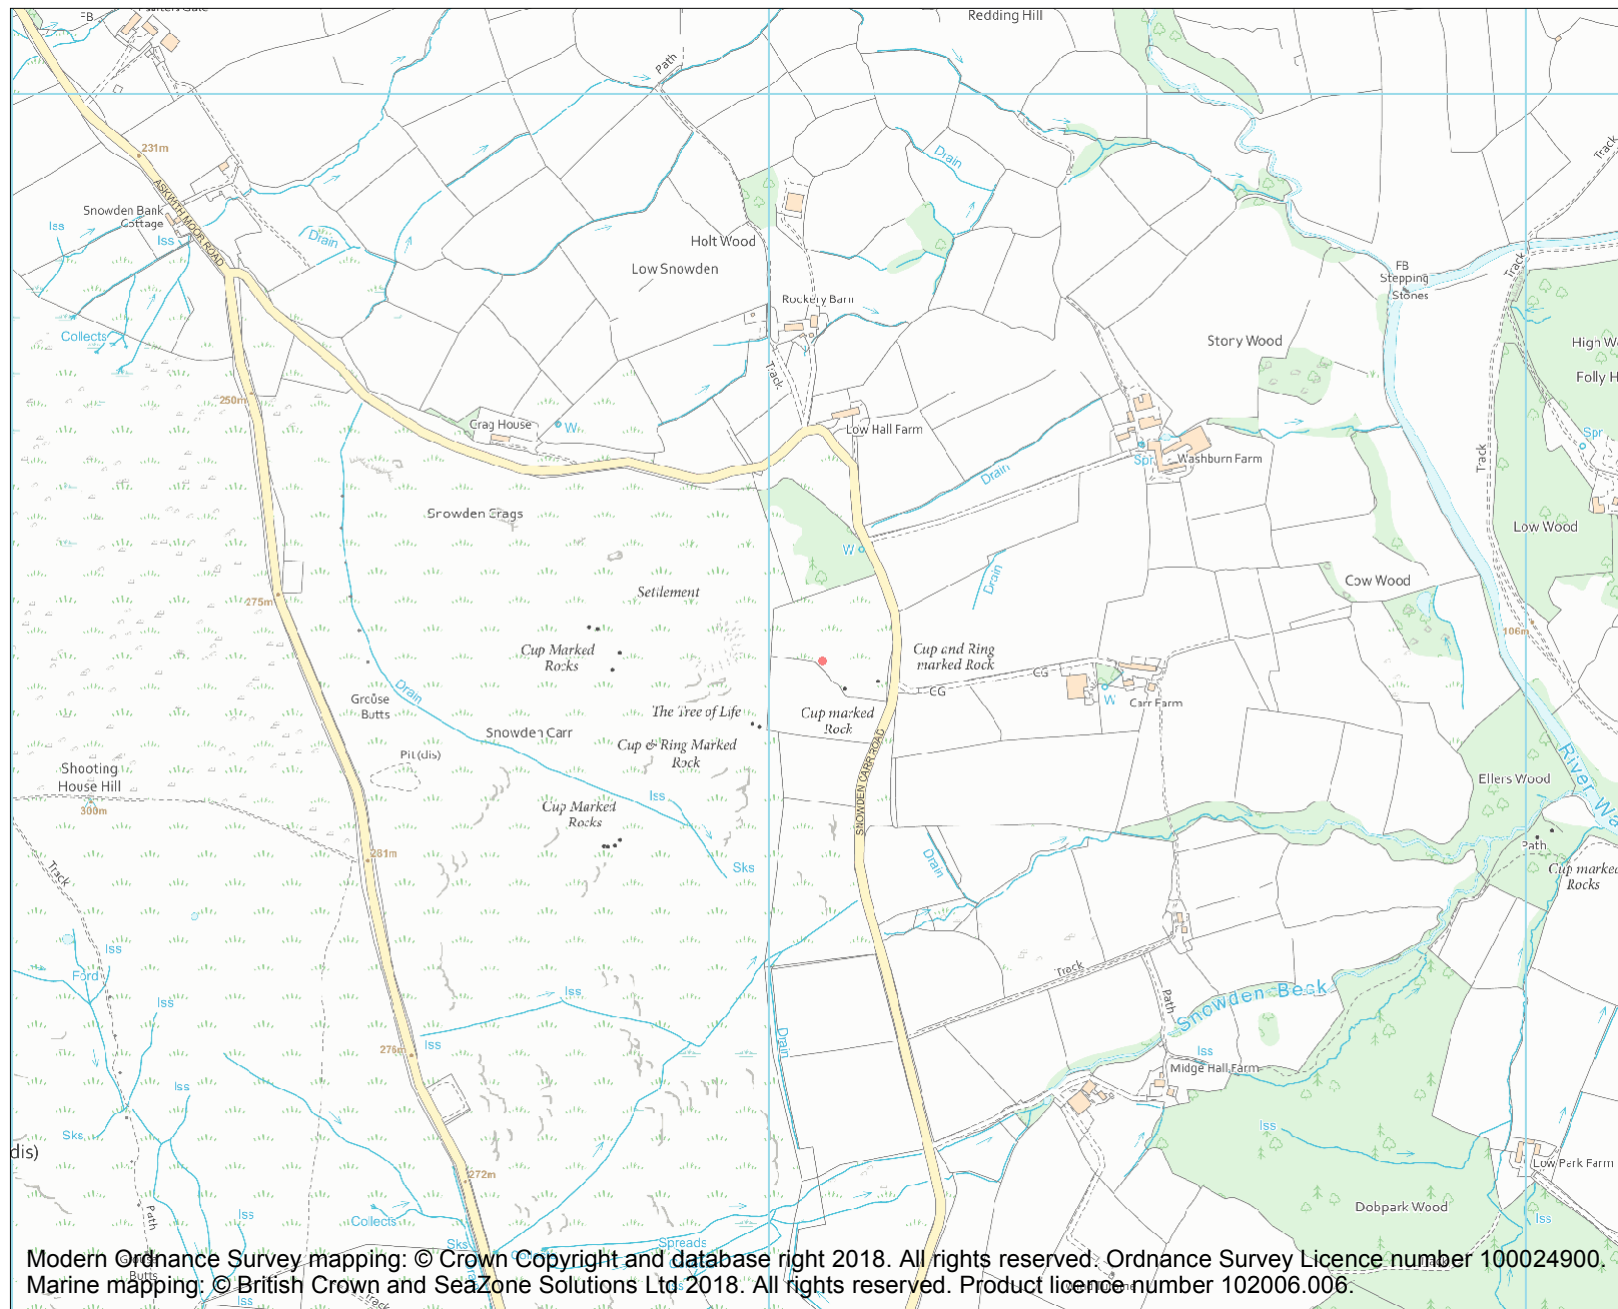 FB
Redding Hill
Path
231m
Drain
Track
ASKWITH MOOR ROAD
Snowden Bank
Cottage
Iss
Iss
Drain
Holt Wood
Low Snowden
FB
Stepping
Stones
Track
Rockery Barn
Collects
Story Wood
High W
Folly H
Track
250m
Crag House
W
Low Hall Farm
Spr
Washburn Farm
Spr
Track
Drain
Snowden Crags
Low Wood
W
Drain
Cow Wood
Settlement
275m
106m
Cup Marked
Rocks
Cup and Ring
marked Rock
CG
CG
W
Carr Farm
Drain
Grouse
Butts
The Tree of Life
Cup marked
Rock
Snowden Carr
Cup & Ring Marked
Rock
Pit (dis)
SNOWDEN CARR ROAD
River Wa
Shooting
House Hill
300m
Ellers Wood
Iss
Cup Marked
Rocks
281m
Path
Sks
Drain
Cup marked
Rocks
Track
Iss
Ford
Track
Iss
Iss
Path
Snowden Beck
Drain
276m
Iss
Iss
Midge Hall Farm
Iss
Iss
Sks
dis)
Low Park Farm
272m
Dobpark Wood
Path
Iss
Collects
Iss
Sks
Spreads
Modern Ordnance Survey mapping: © Crown Copyright and database right 2018. All rights reserved. Ordnance Survey Licence number 100024900.
Marine mapping: © British Crown and SeaZone Solutions Ltd 2018. All rights reserved. Product licence number 102006.006.
Butts
Iss
Track